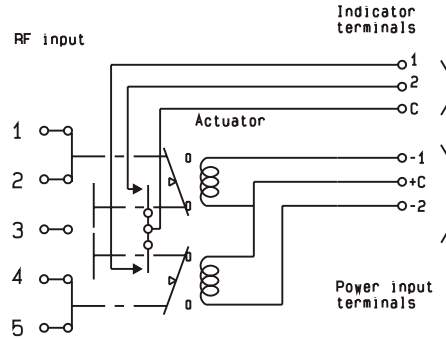 Indicator
terminals
RF input
1
2
C
Actuator
1
2
3
4
5
-1
+C
-2
Power input
terminals